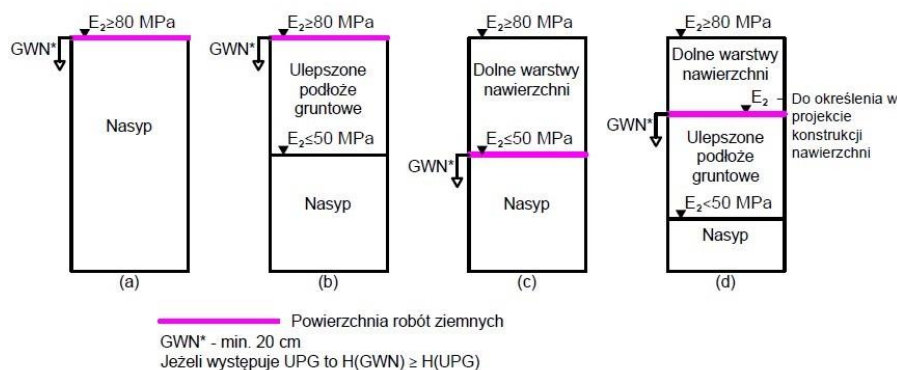 E₂≥80 MPa
GWN*
Nasyp
(a)
E₂≥80 MPa
GWN*
Ulepszone
podłoże
gruntowe
E₂≤50 MPa
Nasyp
(b)
E₂≥80 MPa
Dolne warstwy
nawierzchni
E₂≤50 MPa
GWN*
Nasyp
(c)
E₂≥80 MPa
Dolne warstwy
nawierzchni
E₂ – Do określenia w
projekcie
konstrukcji
nawierzchni
GWN*
Ulepszone
podłoże
gruntowe
E₂<50 MPa
Nasyp
(d)
Powierzchnia robót ziemnych
GWN* - min. 20 cm
Jeżeli występuje UPG to H(GWN) ≥ H(UPG)